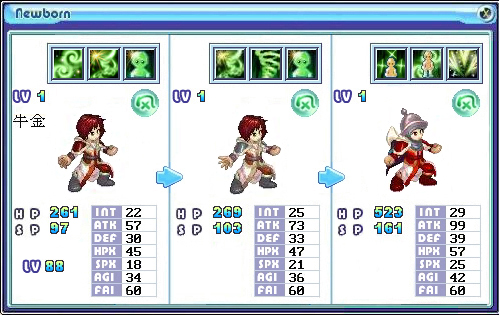 Newborn
LV 1
牛金
HP 261
SP 97
LV 88
INT 22
ATK 57
DEF 30
HPX 45
SPX 18
AGI 34
FAI 60
LV 1
HP 269
SP 103
INT 25
ATK 73
DEF 33
HPX 47
SPX 21
AGI 36
FAI 60
LV 1
HP 523
SP 161
INT 29
ATK 99
DEF 39
HPX 57
SPX 25
AGI 42
FAI 60